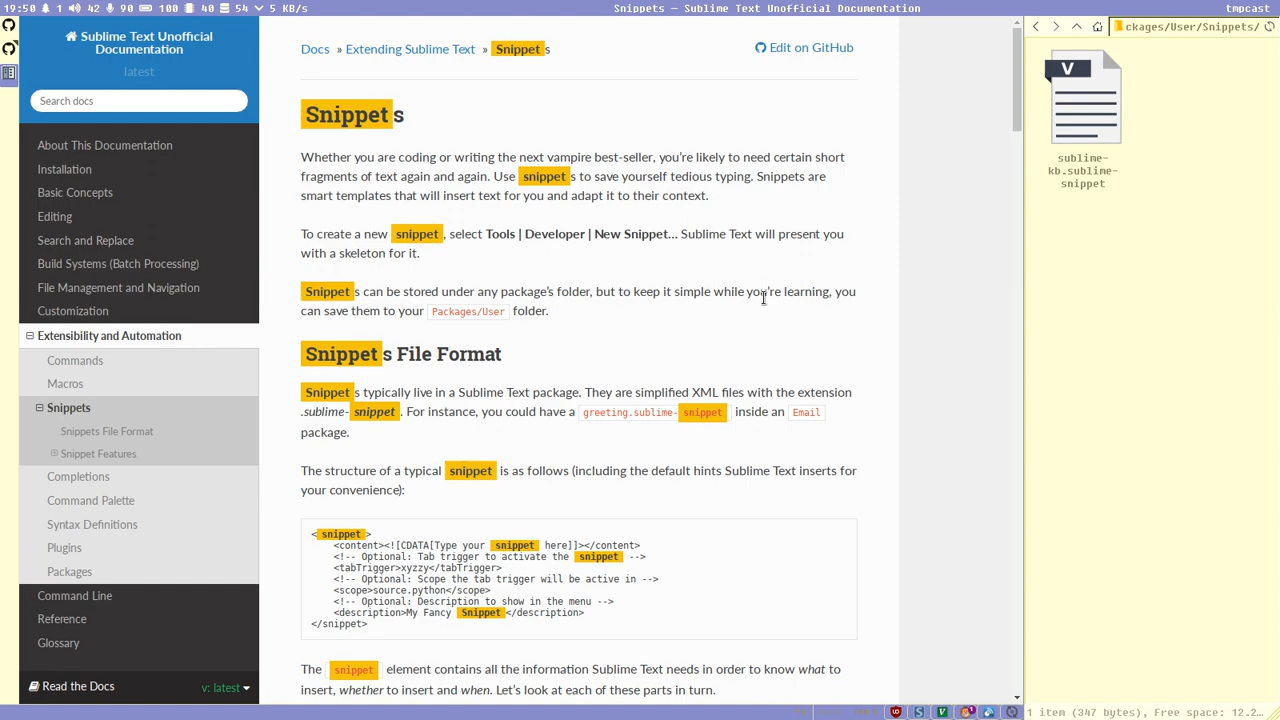 19:50 1 42 90 100 40 54 5 KB/s
Snippets — Sublime Text Unofficial Documentation
tmpcast
Sublime Text Unofficial
Documentation
latest
Search docs
About This Documentation
Installation
Basic Concepts
Editing
Search and Replace
Build Systems (Batch Processing)
File Management and Navigation
Customization
Extensibility and Automation
Commands
Macros
Snippets
Snippets File Format
Snippet Features
Completions
Command Palette
Syntax Definitions
Plugins
Packages
Command Line
Reference
Glossary
Read the Docs
v: latest
Docs » Extending Sublime Text » Snippets
Edit on GitHub
Snippets
Whether you are coding or writing the next vampire best-seller, you’re likely to need certain short
fragments of text again and again. Use snippets to save yourself tedious typing. Snippets are
smart templates that will insert text for you and adapt it to their context.
To create a new snippet, select Tools | Developer | New Snippet... Sublime Text will present you
with a skeleton for it.
Snippets can be stored under any package’s folder, but to keep it simple while you’re learning, you
can save them to your Packages/User folder.
Snippets File Format
Snippets typically live in a Sublime Text package. They are simplified XML files with the extension
.sublime-snippet. For instance, you could have a greeting.sublime-snippet inside an Email
package.
The structure of a typical snippet is as follows (including the default hints Sublime Text inserts for
your convenience):
<snippet>
<content><![CDATA[Type your snippet here]]></content>
<!-- Optional: Tab trigger to activate the snippet -->
<tabTrigger>xyzzy</tabTrigger>
<!-- Optional: Scope the tab trigger will be active in -->
<scope>source.python</scope>
<!-- Optional: Description to show in the menu -->
<description>My Fancy Snippet</description>
</snippet>
The snippet element contains all the information Sublime Text needs in order to know what to
insert, whether to insert and when. Let’s look at each of these parts in turn.
ckages/User/Snippets/
V
sublime-
kb.sublime-
snippet
1 item (347 bytes), Free space: 12.2…